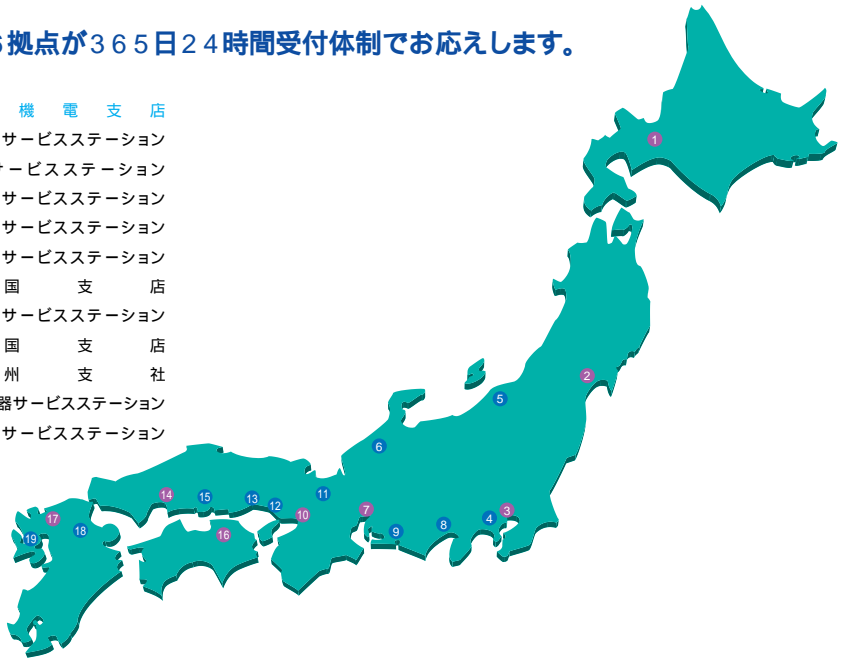 拠点が365日24時間受付体制でお応えします。
機電支店
サービスステーション
サービスステーション
サービスステーション
サービスステーション
サービスステーション
国支店
サービスステーション
国支店
州支社
器サービスステーション
サービスステーション
1
2
5
6
14
15
13
12
11
10
7
3
4
8
9
17
18
19
16